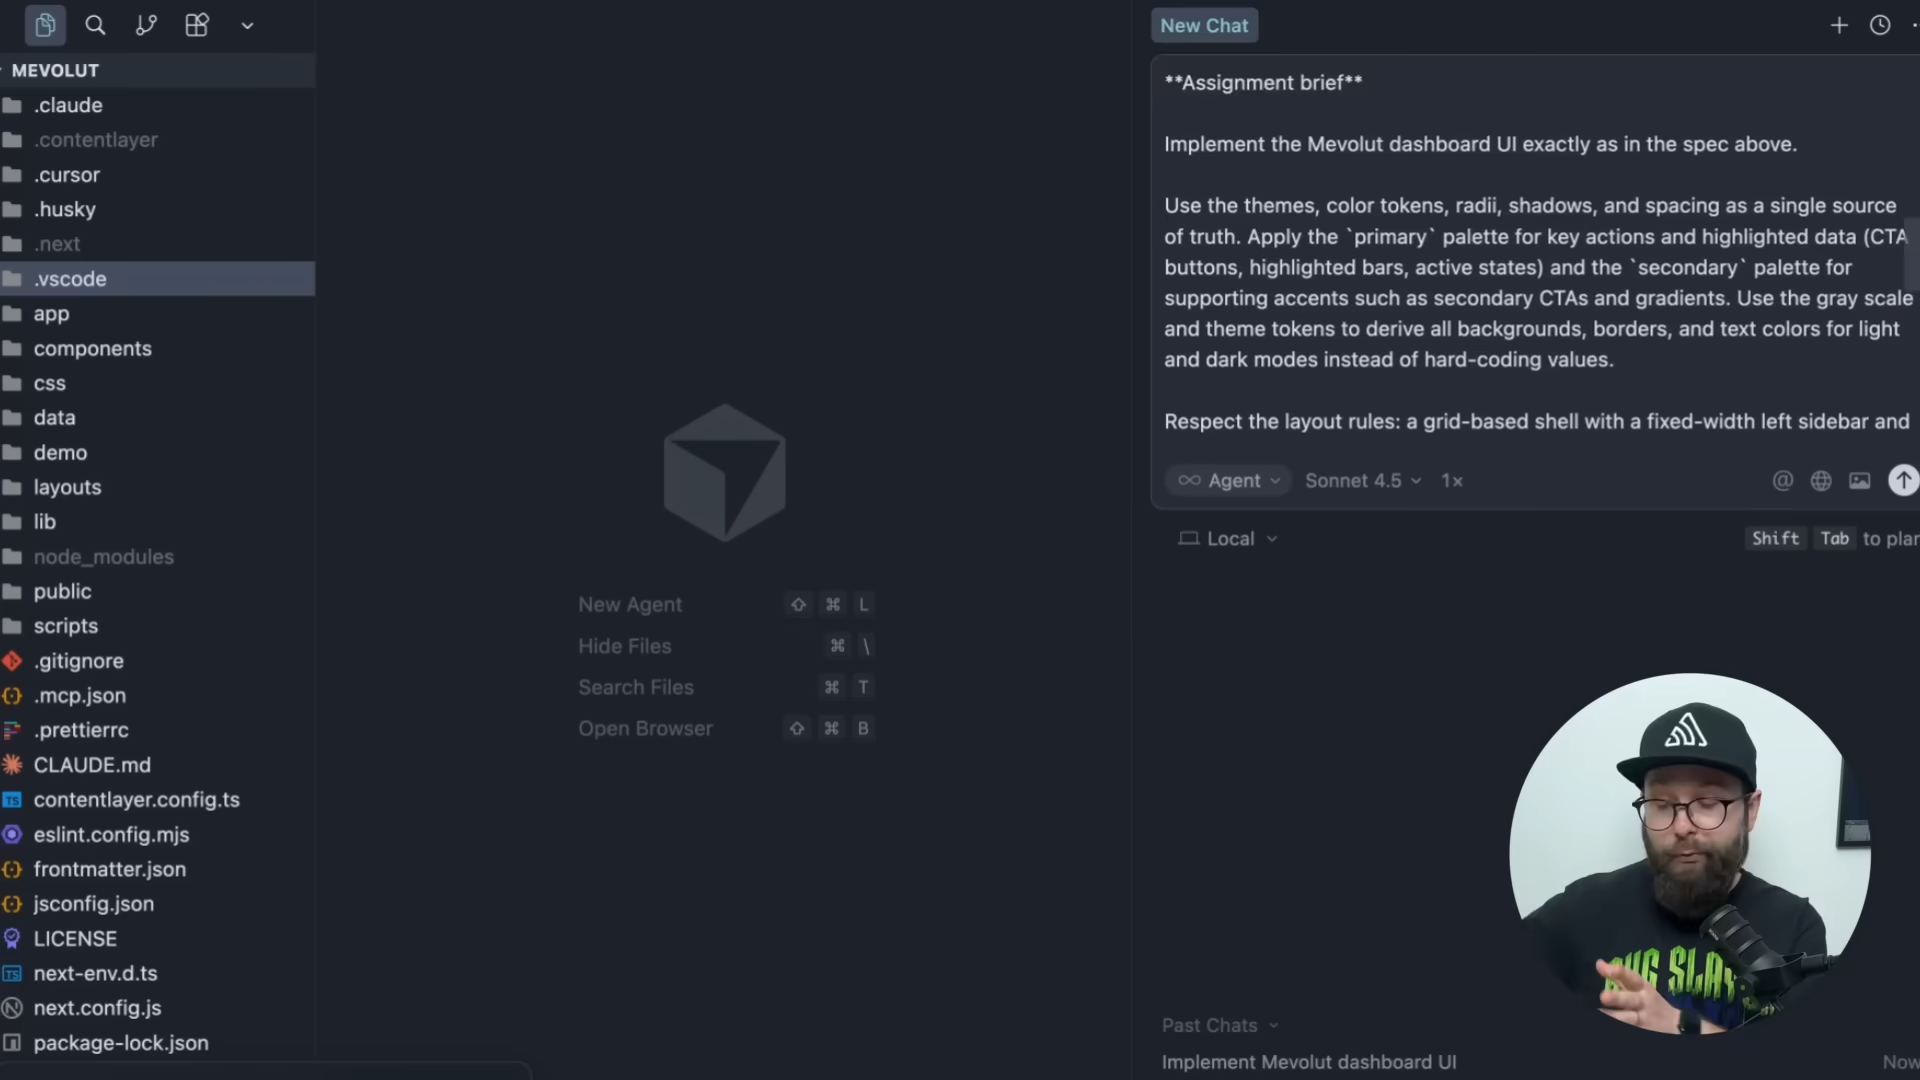 MEVOLUT
.claude
.contentlayer
.cursor
.husky
.next
.vscode
app
components
css
data
demo
layouts
lib
node_modules
public
scripts
.gitignore
.mcp.json
.prettierrc
CLAUDE.md
contentlayer.config.ts
eslint.config.mjs
frontmatter.json
jsconfig.json
LICENSE
next-env.d.ts
next.config.js
package-lock.json
New Agent ⇧ ⌘ L
Hide Files ⌘ \
Search Files ⌘ T
Open Browser ⇧ ⌘ B
New Chat
**Assignment brief**
Implement the Mevolut dashboard UI exactly as in the spec above.
Use the themes, color tokens, radii, shadows, and spacing as a single source
of truth. Apply the `primary` palette for key actions and highlighted data (CTA
buttons, highlighted bars, active states) and the `secondary` palette for
supporting accents such as secondary CTAs and gradients. Use the gray scale
and theme tokens to derive all backgrounds, borders, and text colors for light
and dark modes instead of hard-coding values.
Respect the layout rules: a grid-based shell with a fixed-width left sidebar and
Agent Sonnet 4.5 1×
Local Shift Tab to plan
Past Chats
Implement Mevolut dashboard UI Now